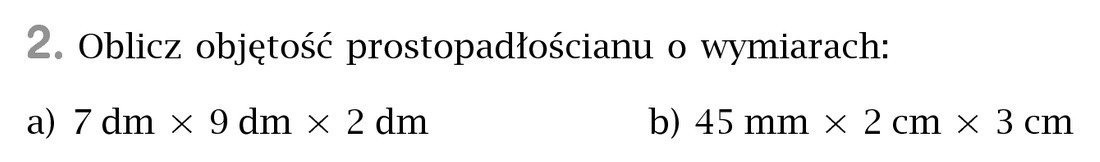 2. Oblicz objętość prostopadłościanu o wymiarach:
a) 7 dm × 9 dm × 2 dm b) 45 mm × 2 cm × 3 cm